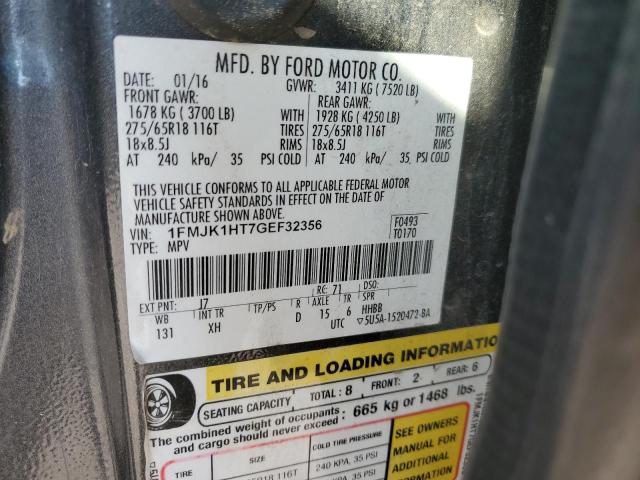 MFD. BY FORD MOTOR CO.
DATE: 01/16 GVWR: 3411 KG ( 7520 LB)
FRONT GAWR: REAR GAWR:
1678 KG ( 3700 LB) WITH 1928 KG ( 4250 LB) WITH
275/65R18 116T TIRES 275/65R18 116T TIRES
18x8.5J RIMS 18x8.5J RIMS
AT 240 kPa/ 35 PSI COLD AT 240 kPa/ 35 PSI COLD
THIS VEHICLE CONFORMS TO ALL APPLICABLE FEDERAL MOTOR
VEHICLE SAFETY STANDARDS IN EFFECT ON THE DATE OF
MANUFACTURE SHOWN ABOVE.
VIN: 1FMJK1HT7GEF32356 F0493
TYPE: MPV T0170
EXT PNT: J7 RC: 71 DSO:
WB INT TR TP/PS R AXLE TR SPR
131 XH D 15 6 HHBB
UTC ▽5U5A-1520472-BA
TIRE AND LOADING INFORMATION
SEATING CAPACITY TOTAL: 8 FRONT: 2 REAR: 6
The combined weight of occupants
and cargo should never exceed: 665 kg or 1468 lbs.
TIRE SIZE COLD TIRE PRESSURE
65R18 116T 240 KPA, 35 PSI
240 KPA, 35 PSI
SEE OWNERS
MANUAL FOR
ADDITIONAL